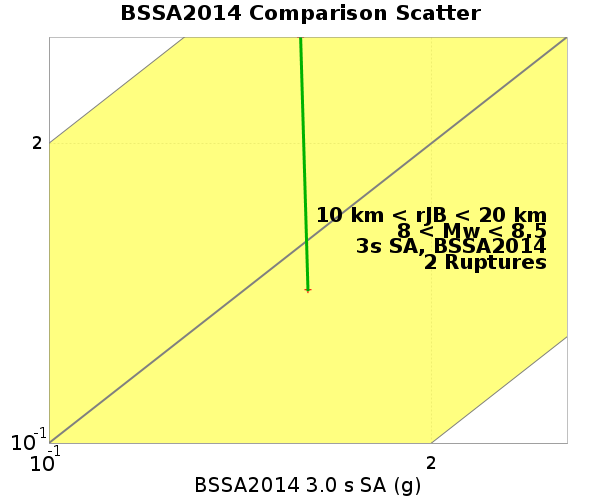 BSSA2014 Comparison Scatter
2
10 km < rJB < 20 km
8 < Mw < 8.5
3s SA, BSSA2014
2 Ruptures
10-1
10-1
2
BSSA2014 3.0 s SA (g)